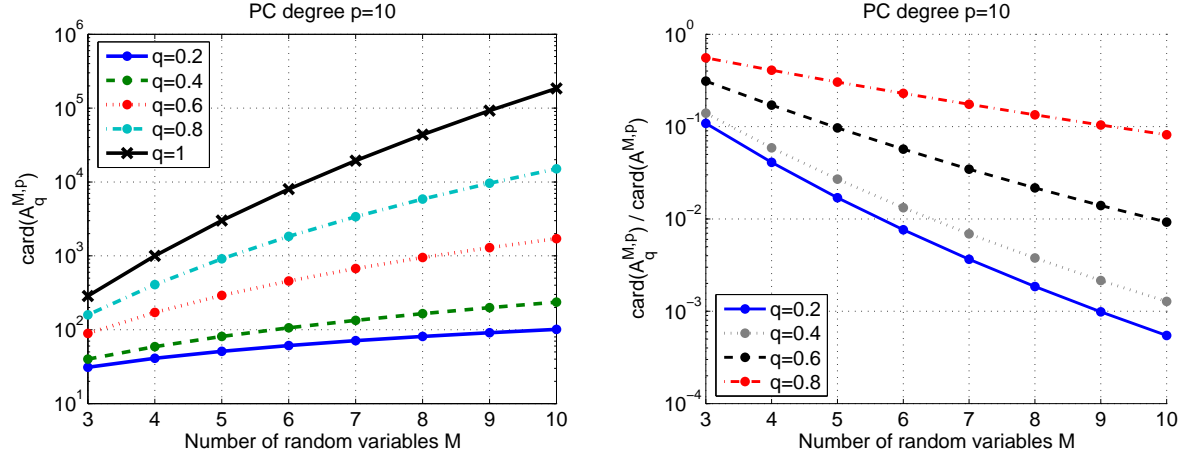 PC degree p=10
card(A_q^{M,p})
10^6
10^5
10^4
10^3
10^2
10^1
q=0.2
q=0.4
q=0.6
q=0.8
q=1
3 4 5 6 7 8 9 10
Number of random variables M
PC degree p=10
card(A_q^{M,p}) / card(A^{M,p})
10^0
10^{-1}
10^{-2}
10^{-3}
10^{-4}
q=0.2
q=0.4
q=0.6
q=0.8
3 4 5 6 7 8 9 10
Number of random variables M